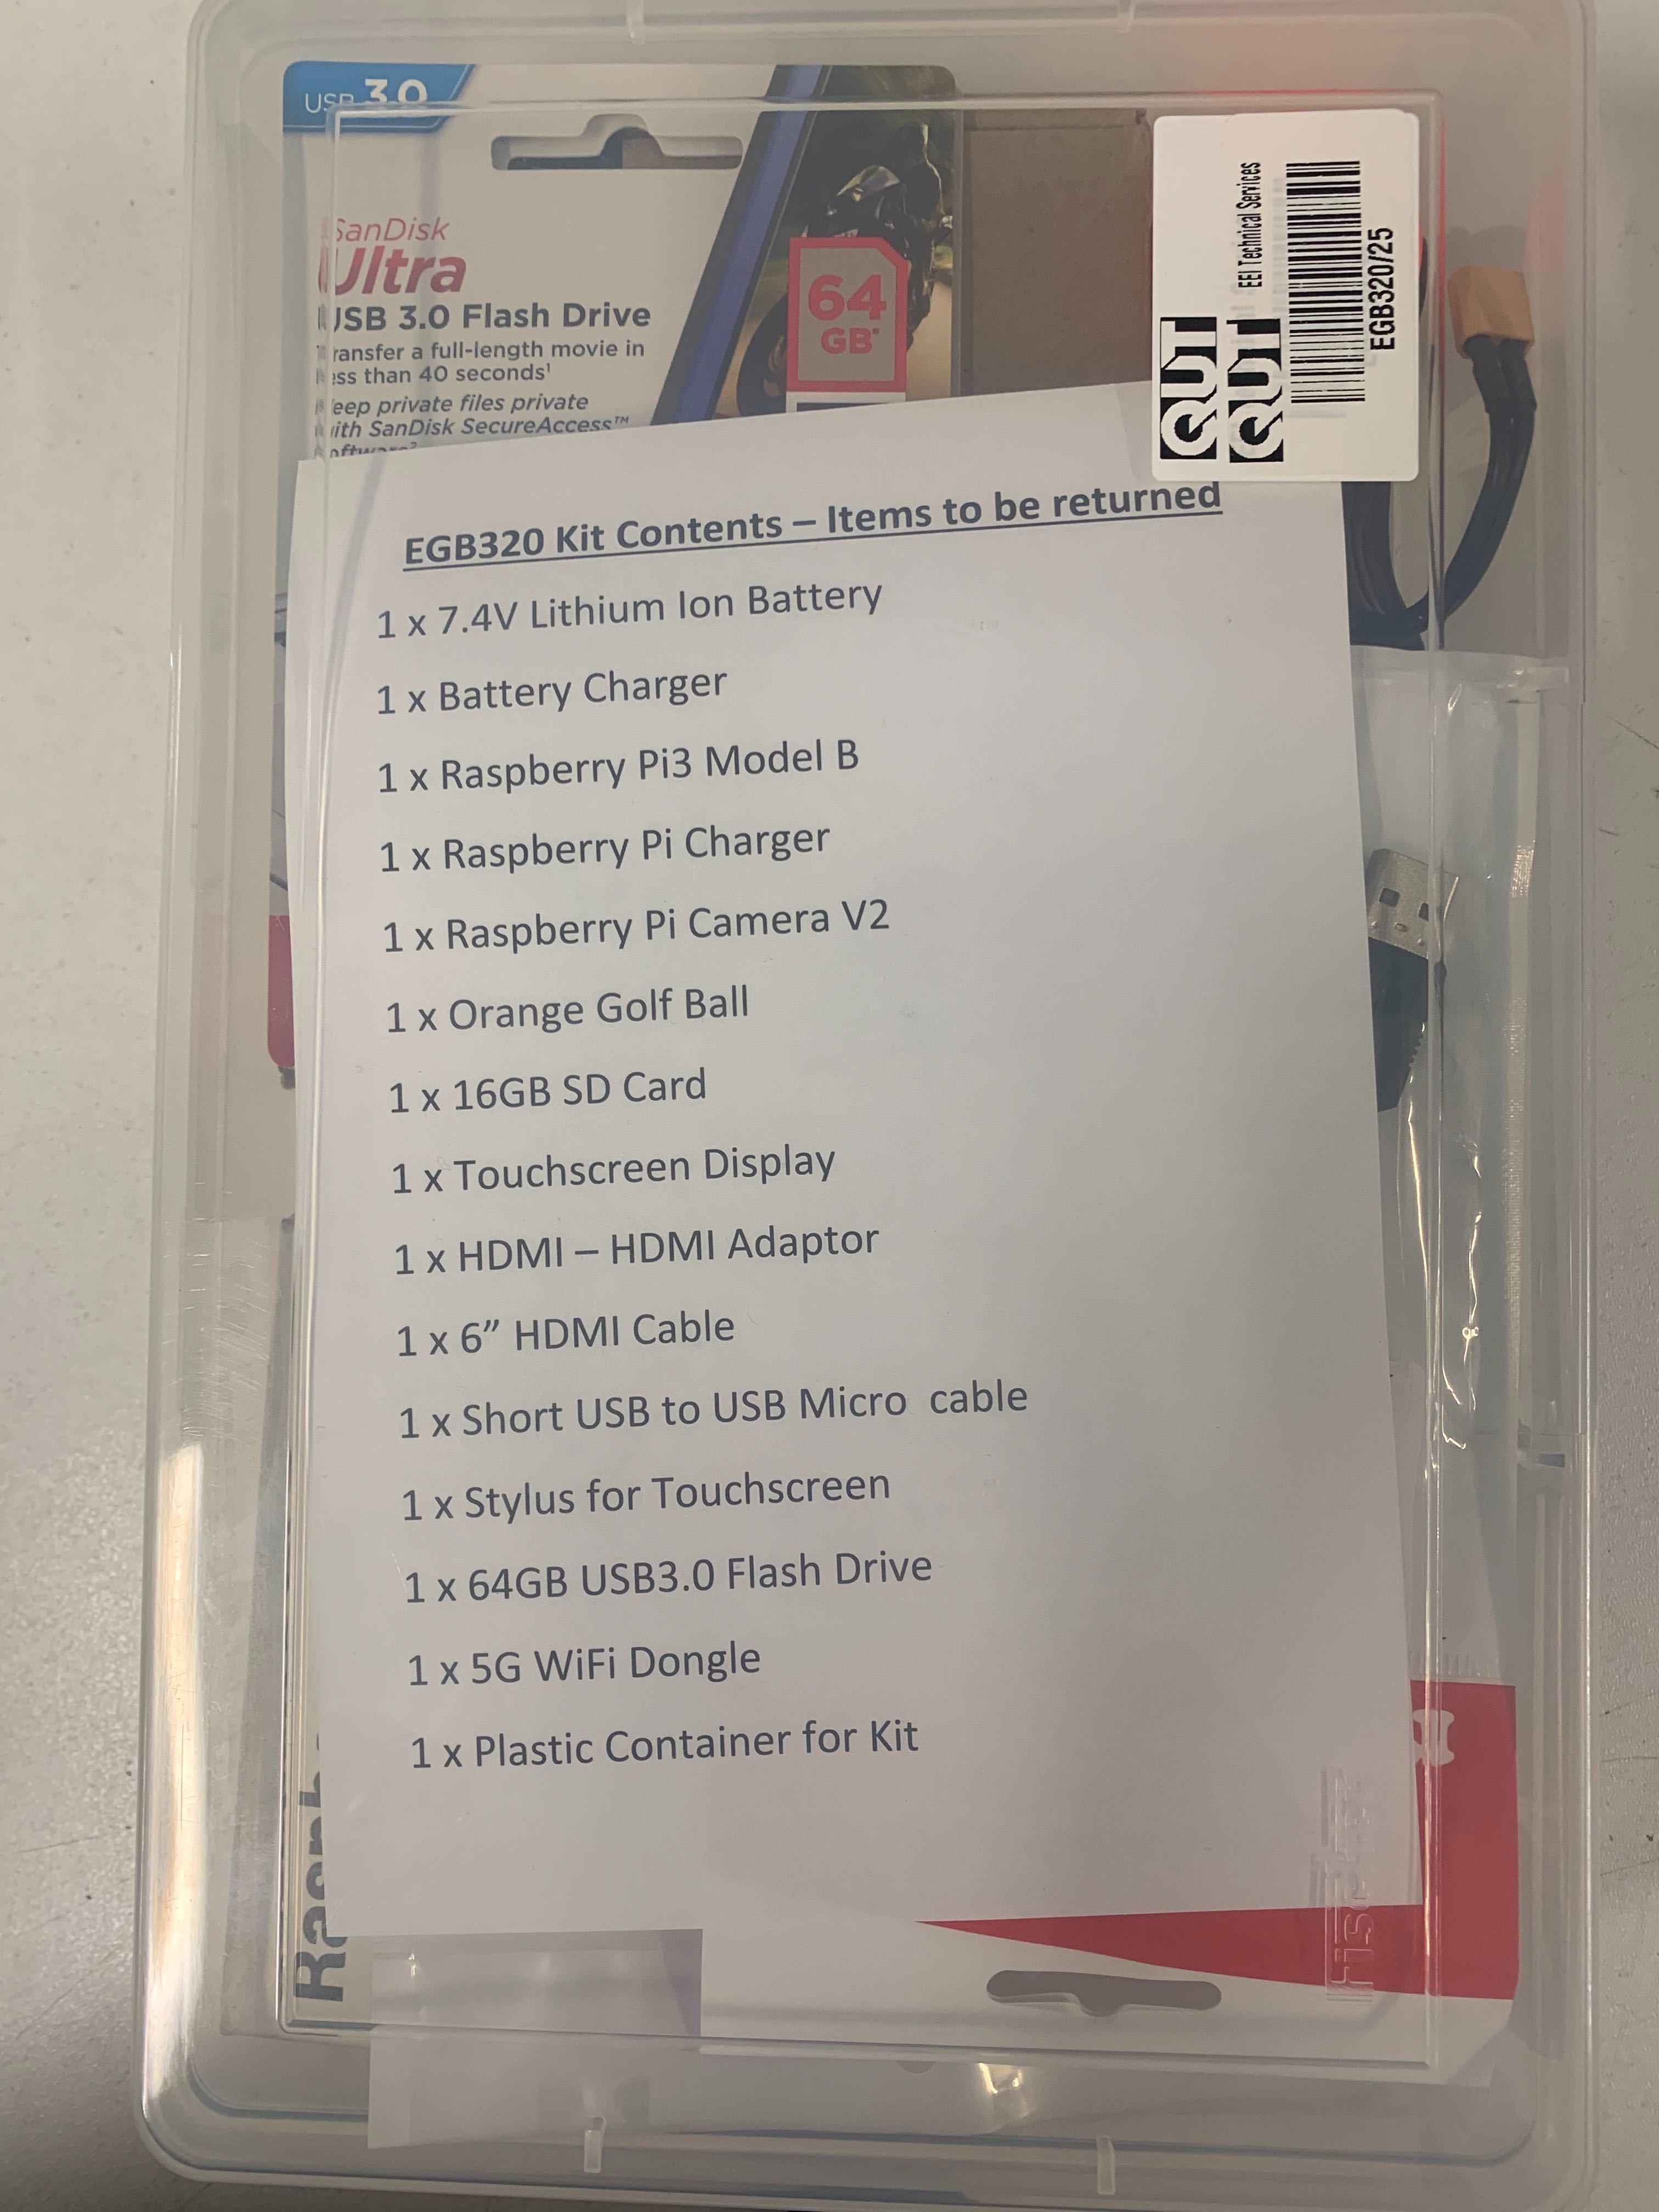 USB 3.0
SanDisk
Ultra
USB 3.0 Flash Drive
Transfer a full-length movie in
less than 40 seconds¹
Keep private files private
with SanDisk SecureAccess™
software²
64
GB*
QUT
QUT
EEI Technical Services
EGB320/25
EGB320 Kit Contents – Items to be returned
1 x 7.4V Lithium Ion Battery
1 x Battery Charger
1 x Raspberry Pi3 Model B
1 x Raspberry Pi Charger
1 x Raspberry Pi Camera V2
1 x Orange Golf Ball
1 x 16GB SD Card
1 x Touchscreen Display
1 x HDMI – HDMI Adaptor
1 x 6” HDMI Cable
1 x Short USB to USB Micro  cable
1 x Stylus for Touchscreen
1 x 64GB USB3.0 Flash Drive
1 x 5G WiFi Dongle
1 x Plastic Container for Kit